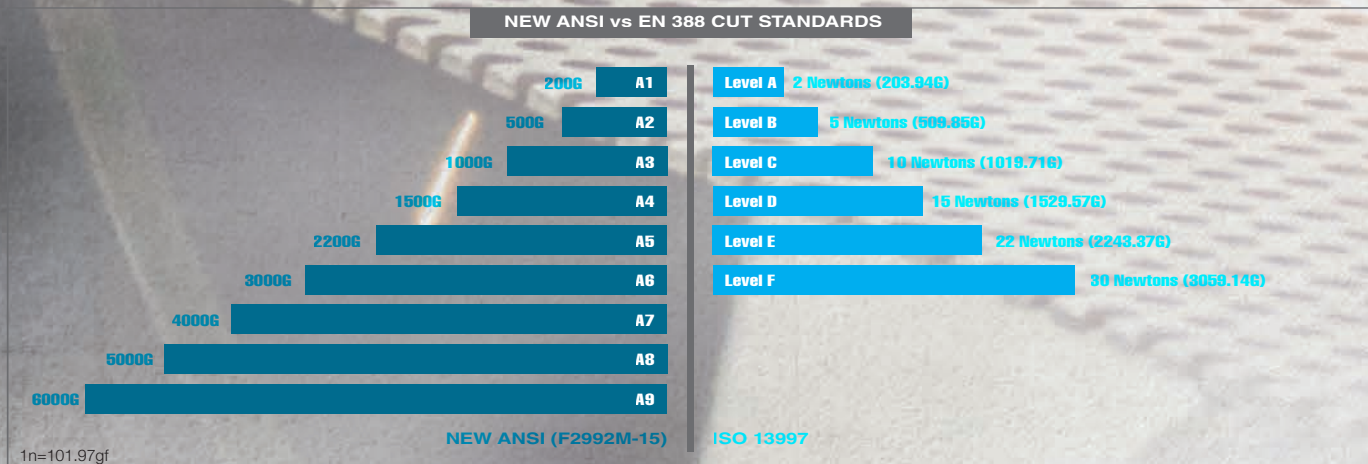 NEW ANSI vs EN 388 CUT STANDARDS
200G A1 Level A 2 Newtons (203.94G)
500G A2 Level B 5 Newtons (509.85G)
1000G A3 Level C 10 Newtons (1019.71G)
1500G A4 Level D 15 Newtons (1529.57G)
2200G A5 Level E 22 Newtons (2243.37G)
3000G A6 Level F 30 Newtons (3059.14G)
4000G A7
5000G A8
6000G A9
NEW ANSI (F2992M-15) ISO 13997
1n=101.97gf